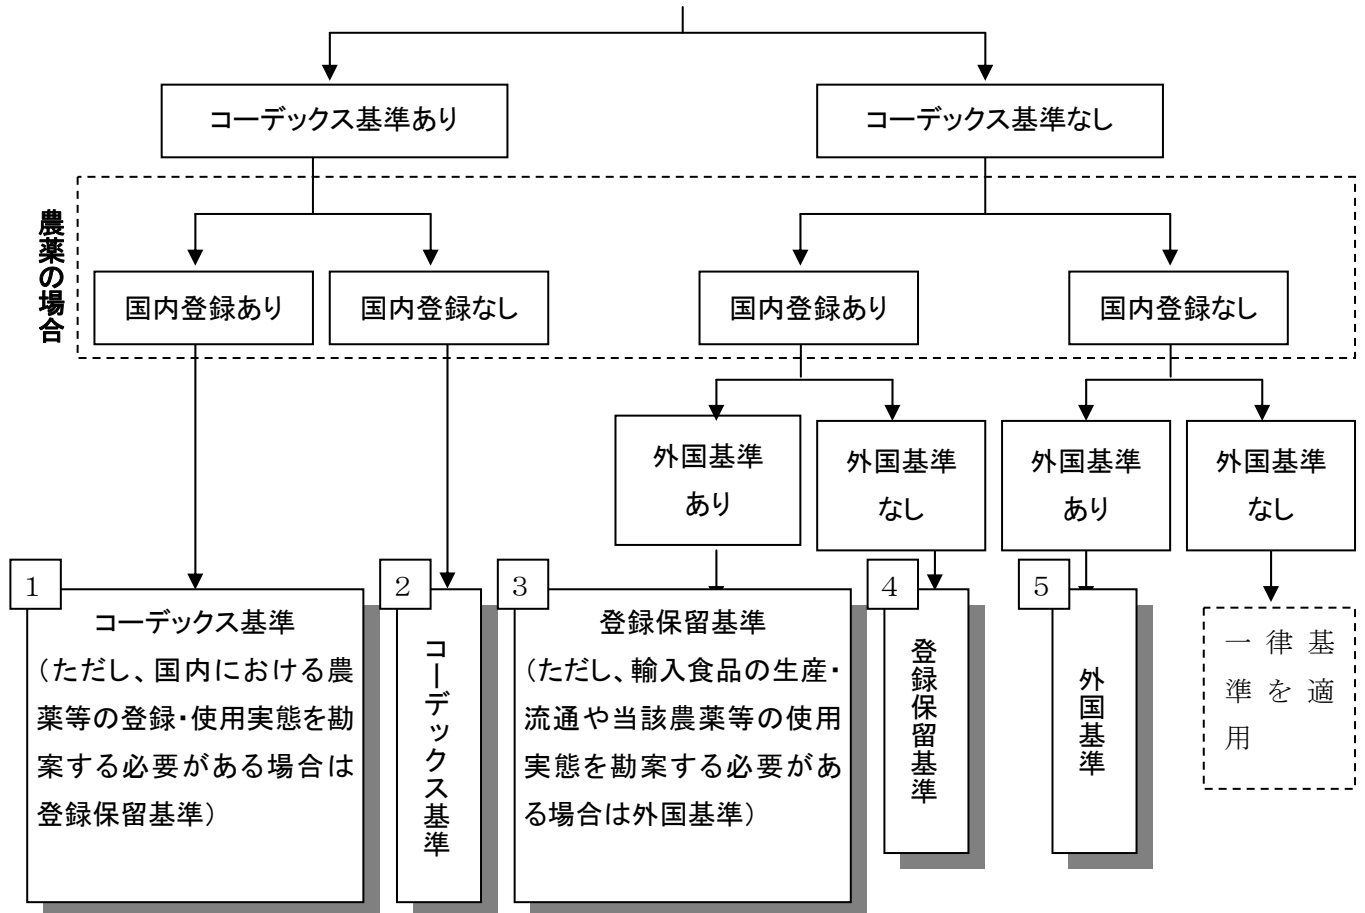 コーデックス基準あり
コーデックス基準なし
農薬の場合
国内登録あり
国内登録なし
国内登録あり
国内登録なし
外国基準
あり
外国基準
なし
外国基準
あり
外国基準
なし
1
コーデックス基準
（ただし、国内における農
薬等の登録・使用実態を勘
案する必要がある場合は
登録保留基準）
2
コーデックス基準
3
登録保留基準
（ただし、輸入食品の生産・
流通や当該農薬等の使用
実態を勘案する必要があ
る場合は外国基準）
4
登録保留基準
5
外国基準
一律基
準を適
用